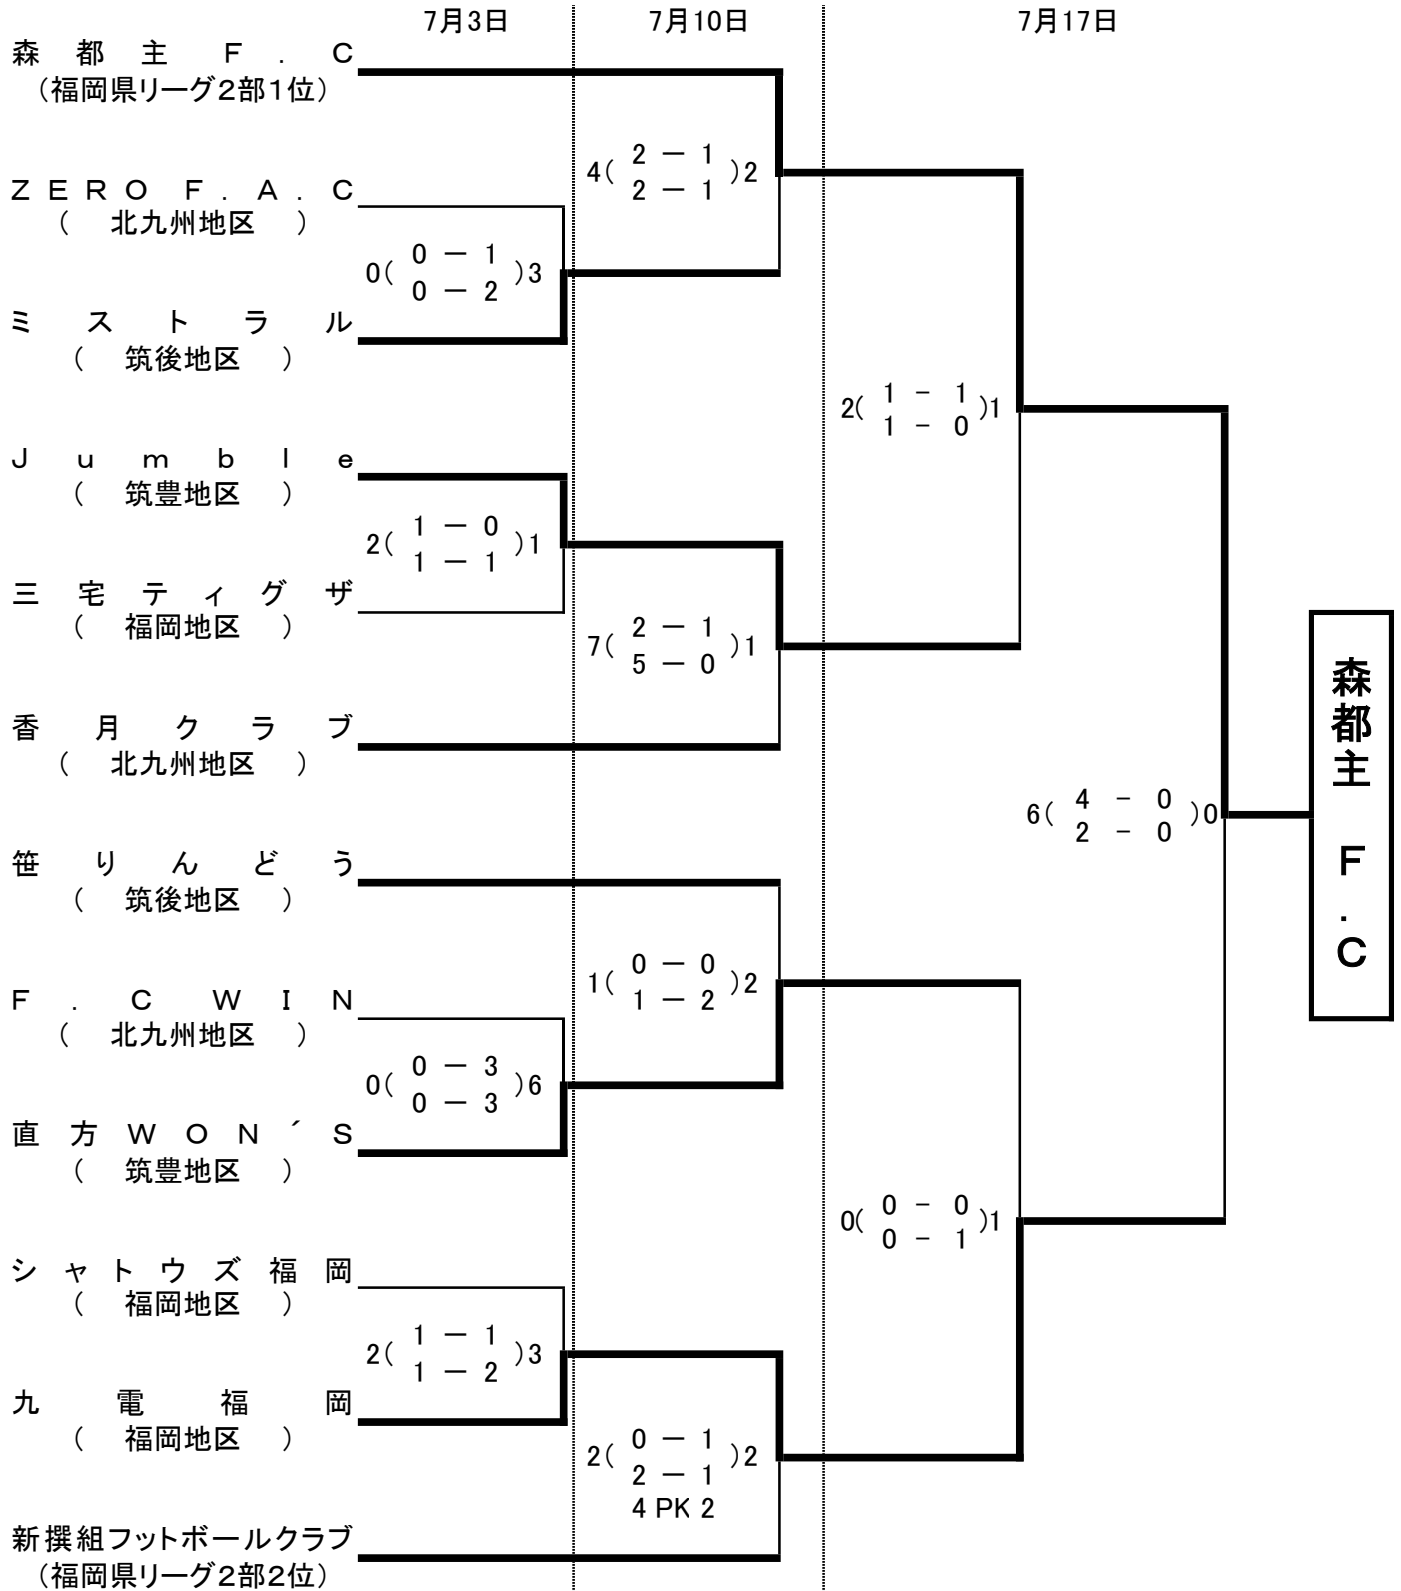 7月3日 7月10日 7月17日
森都主F.C
（福岡県リーグ2部1位）
4( 2 － 1 )2
2 － 1
ZERO F.A.C
（ 北九州地区 ）
0( 0 － 1 )3
0 － 2
ミストラル
（ 筑後地区 ）
2( 1 - 1 )1
1 - 0
Jumble
（ 筑豊地区 ）
2( 1 － 0 )1
1 － 1
三宅ティグザ
（ 福岡地区 ）
7( 2 － 1 )1
5 － 0
香月クラブ
（ 北九州地区 ）
6( 4 - 0 )0
2 - 0
森都主 F.C
笹りんどう
（ 筑後地区 ）
1( 0 － 0 )2
1 － 2
F.C WIN
（ 北九州地区 ）
0( 0 － 3 )6
0 － 3
直方WON´S
（ 筑豊地区 ）
0( 0 - 0 )1
0 - 1
シャトウズ福岡
（ 福岡地区 ）
2( 1 － 1 )3
1 － 2
九電福岡
（ 福岡地区 ）
2( 0 － 1 )2
2 － 1
4 PK 2
新撰組フットボールクラブ
（福岡県リーグ2部2位）